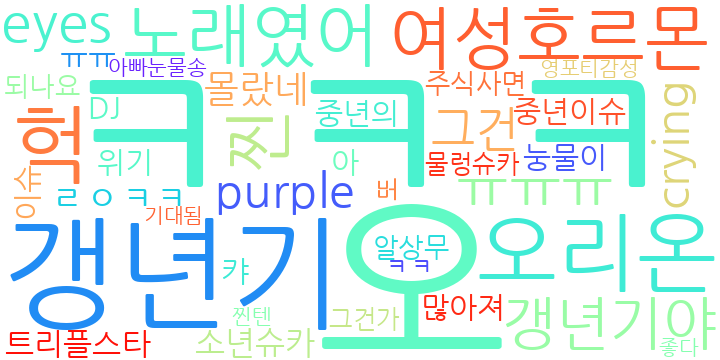 eyes
노래였어
여성호르몬
ㅠㅠ
아빠눈물송
영포티감성
되나요
몰랐네
주식사면
ㅋㅋㅋ
DJ
중년의
그건
중년이슈
crying
헉
찐
위기
아
물렁슈카
눙물이
이슈
ㄹㅇㅋㅋ
purple
버
ㅠㅠㅠ
기대됨
갱년기
오
알상무
오리온
캬
ㅋㅋ
많아져
갱년기야
찐텐
그건가
트리플스타
소년슈카
좋다